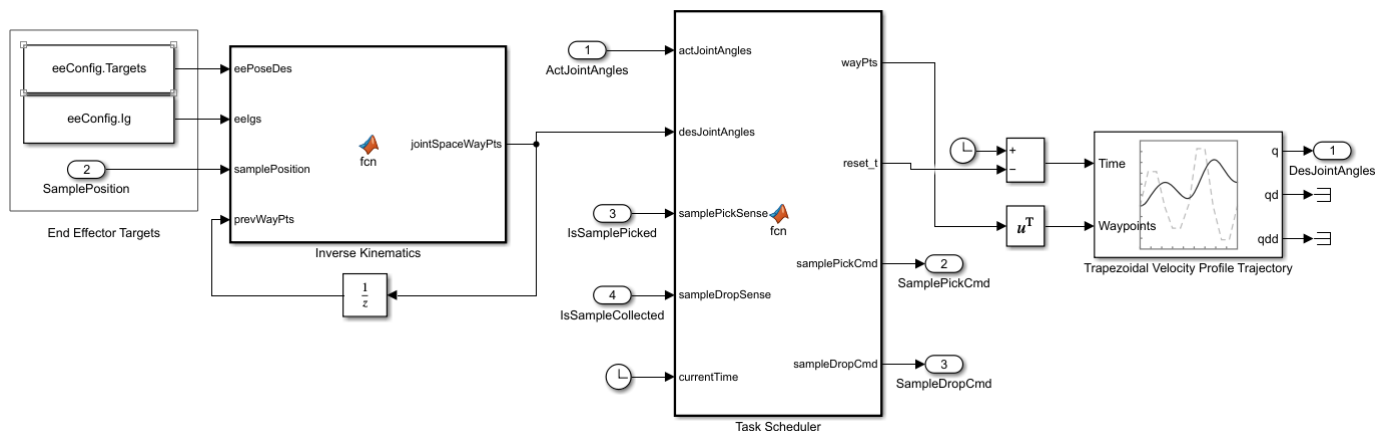 eeConfig.Targets
eeConfig.Ig
2
SamplePosition
End Effector Targets
eePoseDes
eeIgs
samplePosition
prevWayPts
fcn
jointSpaceWayPts
Inverse Kinematics
1
z
1
ActJointAngles
3
IsSamplePicked
4
IsSampleCollected
actJointAngles
desJointAngles
samplePickSense
sampleDropSense
currentTime
fcn
wayPts
reset_t
samplePickCmd
sampleDropCmd
Task Scheduler
2
SamplePickCmd
3
SampleDropCmd
+
−
uᵀ
Time
Waypoints
q
qd
qdd
Trapezoidal Velocity Profile Trajectory
1
DesJointAngles